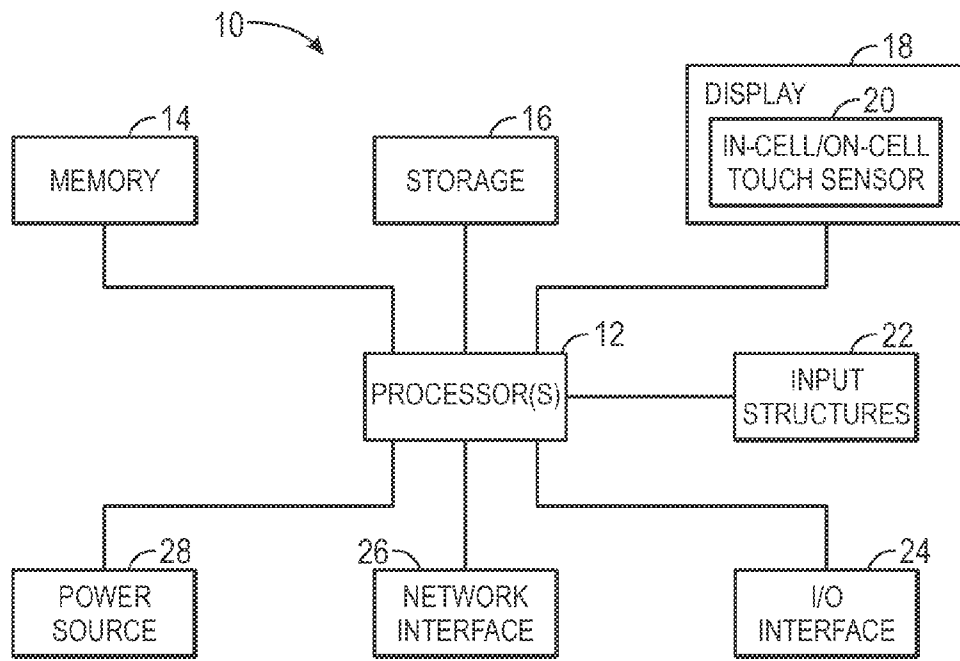 10
18
DISPLAY
20
IN-CELL/ON-CELL
TOUCH SENSOR
14
MEMORY
16
STORAGE
12
PROCESSOR(S)
22
INPUT
STRUCTURES
28
POWER
SOURCE
26
NETWORK
INTERFACE
24
I/O
INTERFACE